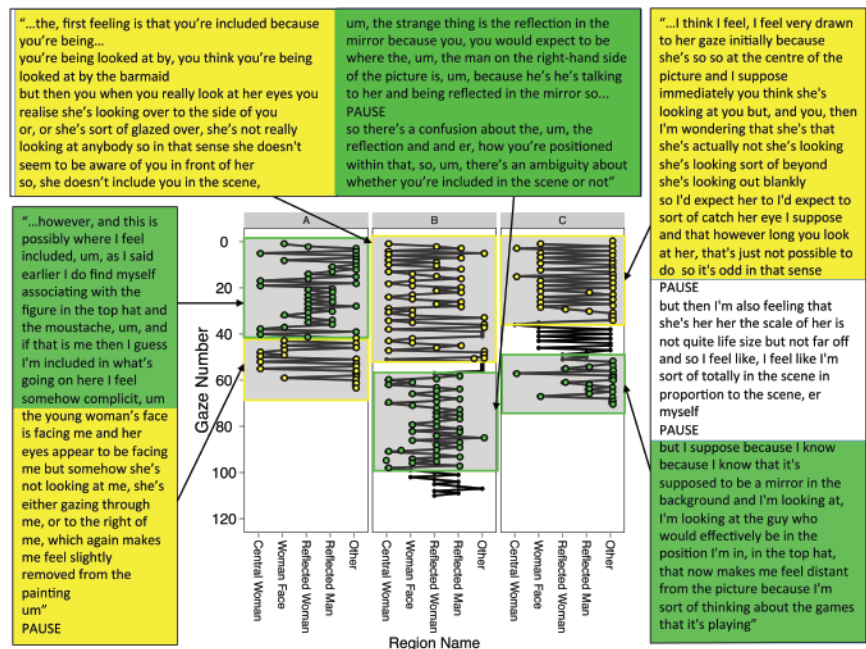 “…the, first feeling is that you’re included because
you’re being…
you’re being looked at by, you think you’re being
looked at by the barmaid
but then you when you really look at her eyes you
realise she’s looking over to the side of you
or, or she’s sort of glazed over, she’s not really
looking at anybody so in that sense she doesn't
seem to be aware of you in front of her
so, she doesn’t include you in the scene,
um, the strange thing is the reflection in the
mirror because you, you would expect to be
where the, um, the man on the right-hand side
of the picture is, um, because he’s he’s talking
to her and being reflected in the mirror so...
PAUSE
so there’s a confusion about the, um, the
reflection and and er, how you’re positioned
within that, so, um, there’s an ambiguity about
whether you’re included in the scene or not”
“…I think I feel, I feel very drawn
to her gaze initially because
she’s so so at the centre of the
picture and I suppose
immediately you think she's
looking at you but, and you, then
I'm wondering that she's that
she's actually not she's looking
she’s looking sort of beyond
she's looking out blankly
so I'd expect her to I'd expect to
sort of catch her eye I suppose
and that however long you look
at her, that's just not possible to
do so it's odd in that sense
PAUSE
but then I'm also feeling that
she's her her the scale of her is
not quite life size but not far off
and so I feel like, I feel like I'm
sort of totally in the scene in
proportion to the scene, er
myself
PAUSE
but I suppose because I know
because I know that it's
supposed to be a mirror in the
background and I'm looking at,
I'm looking at the guy who
would effectively be in the
position I'm in, in the top hat,
that now makes me feel distant
from the picture because I'm
sort of thinking about the games
that it's playing”
“…however, and this is
possibly where I feel
included, um, as I said
earlier I do find myself
associating with the
figure in the top hat and
the moustache, um, and
if that is me then I guess
I’m included in what’s
going on here I feel
somehow complicit, um
the young woman’s face
is facing me and her
eyes appear to be facing
me but somehow she’s
not looking at me, she’s
either gazing through
me, or to the right of
me, which again makes
me feel slightly
removed from the
painting
um”
PAUSE
A
B
C
Gaze Number
0
20
40
60
80
100
120
Central Woman
Woman Face
Reflected Woman
Reflected Man
Other
Central Woman
Woman Face
Reflected Woman
Reflected Man
Other
Central Woman
Woman Face
Reflected Woman
Reflected Man
Other
Region Name